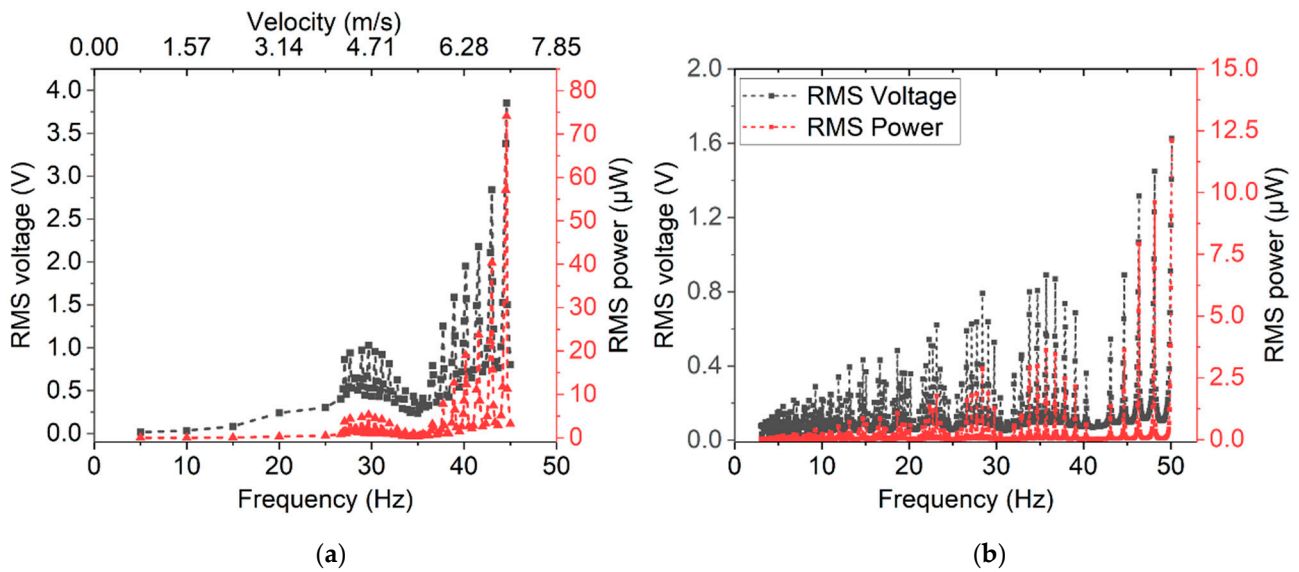 Velocity (m/s)
0.00 1.57 3.14 4.71 6.28 7.85
4.0
3.5
3.0
2.5
2.0
1.5
1.0
0.5
0.0
RMS voltage (V)
80
70
60
50
40
30
20
10
0
RMS power (µW)
0 10 20 30 40 50
Frequency (Hz)
(a)
2.0
1.6
1.2
0.8
0.4
0.0
RMS voltage (V)
RMS Voltage
RMS Power
15.0
12.5
10.0
7.5
5.0
2.5
0.0
RMS power (µW)
0 10 20 30 40 50
Frequency (Hz)
(b)